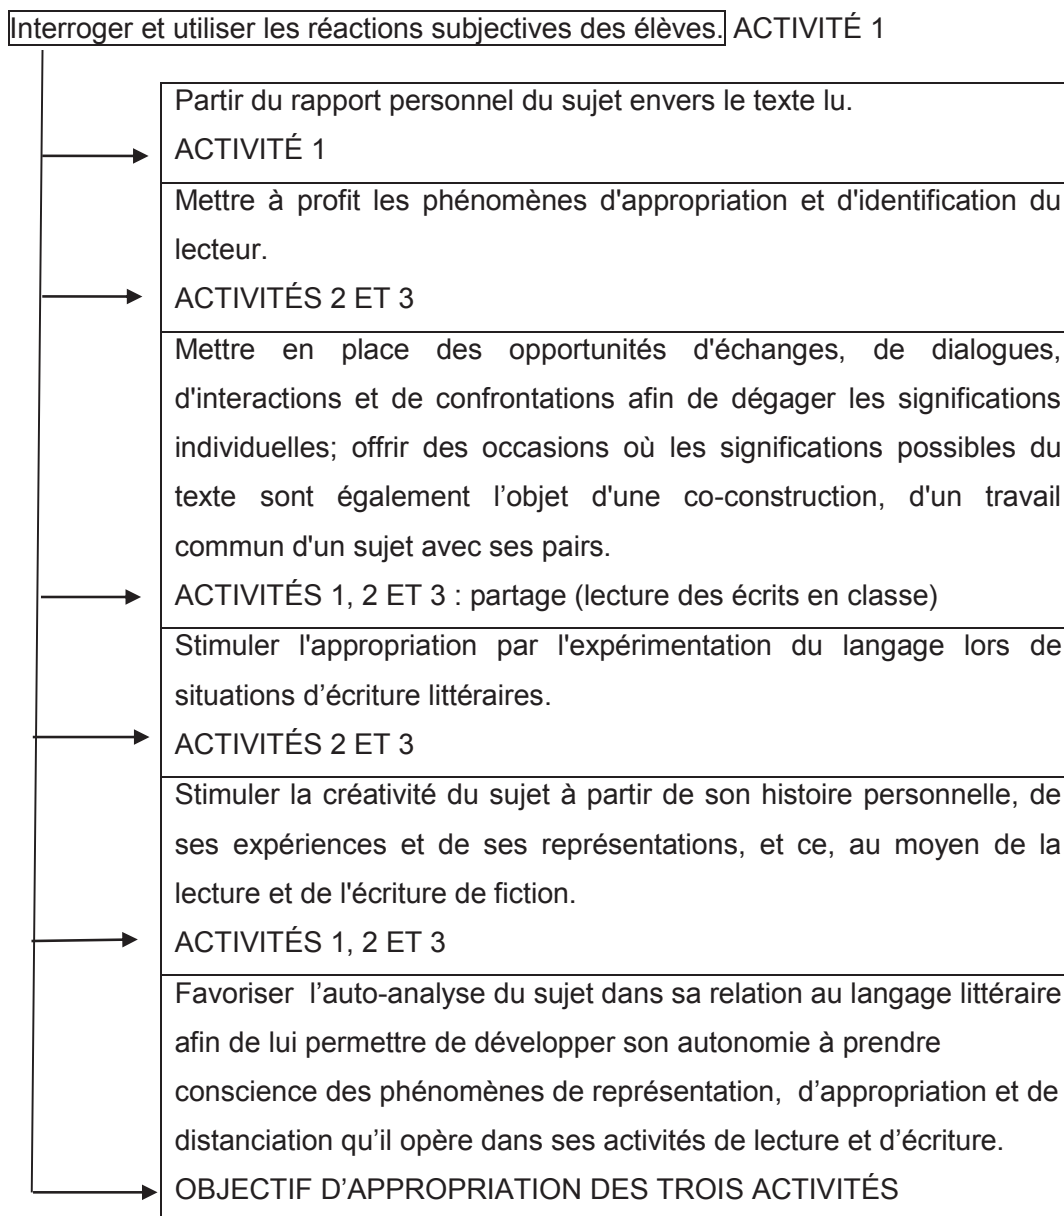 Interroger et utiliser les réactions subjectives des élèves. ACTIVITÉ 1
Partir du rapport personnel du sujet envers le texte lu.
ACTIVITÉ 1
Mettre à profit les phénomènes d'appropriation et d'identification du
lecteur.
ACTIVITÉS 2 ET 3
Mettre en place des opportunités d'échanges, de dialogues,
d'interactions et de confrontations afin de dégager les significations
individuelles; offrir des occasions où les significations possibles du
texte sont également l’objet d'une co-construction, d'un travail
commun d'un sujet avec ses pairs.
ACTIVITÉS 1, 2 ET 3 : partage (lecture des écrits en classe)
Stimuler l'appropriation par l'expérimentation du langage lors de
situations d’écriture littéraires.
ACTIVITÉS 2 ET 3
Stimuler la créativité du sujet à partir de son histoire personnelle, de
ses expériences et de ses représentations, et ce, au moyen de la
lecture et de l'écriture de fiction.
ACTIVITÉS 1, 2 ET 3
Favoriser l’auto-analyse du sujet dans sa relation au langage littéraire
afin de lui permettre de développer son autonomie à prendre
conscience des phénomènes de représentation, d’appropriation et de
distanciation qu’il opère dans ses activités de lecture et d’écriture.
OBJECTIF D’APPROPRIATION DES TROIS ACTIVITÉS